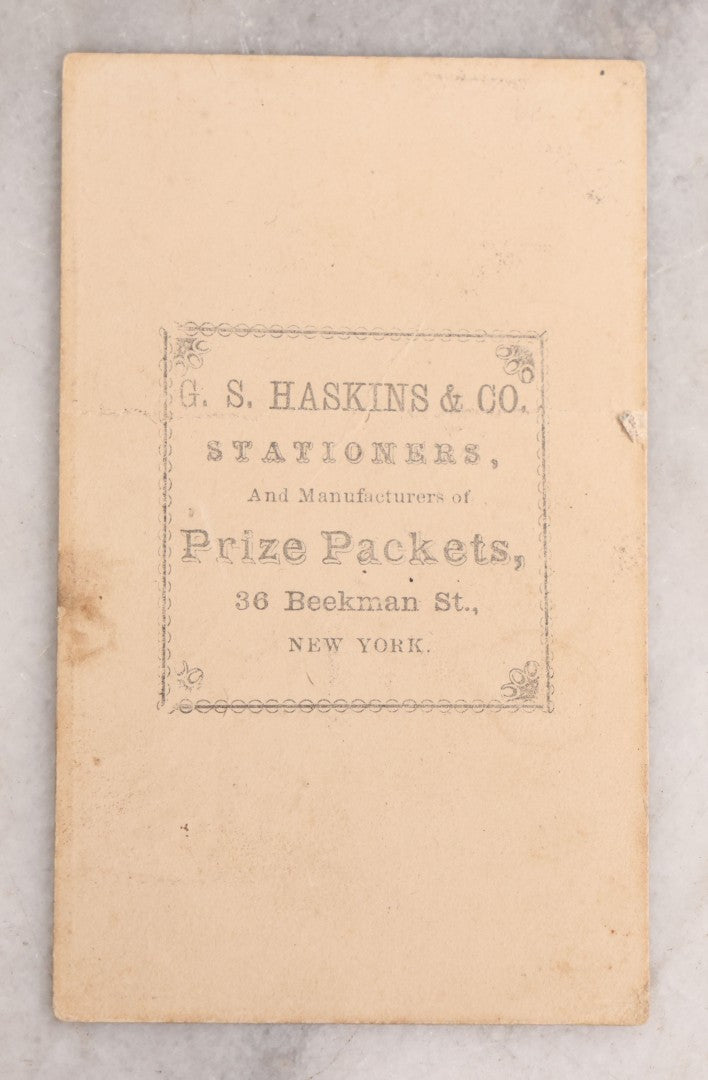 G. S. HASKINS & CO.
STATIONERS,
And Manufacturers of
Prize Packets,
36 Beekman St.,
NEW YORK.